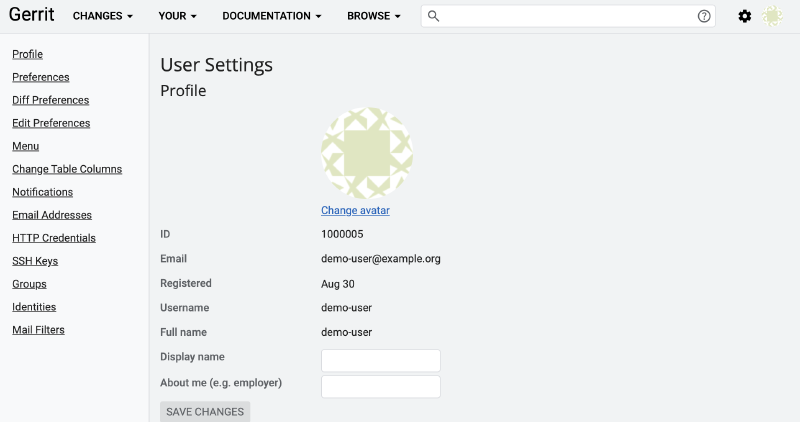 Gerrit CHANGES YOUR DOCUMENTATION BROWSE
Profile
Preferences
Diff Preferences
Edit Preferences
Menu
Change Table Columns
Notifications
Email Addresses
HTTP Credentials
SSH Keys
Groups
Identities
Mail Filters
User Settings
Profile
Change avatar
ID 1000005
Email demo-user@example.org
Registered Aug 30
Username demo-user
Full name demo-user
Display name
About me (e.g. employer)
SAVE CHANGES